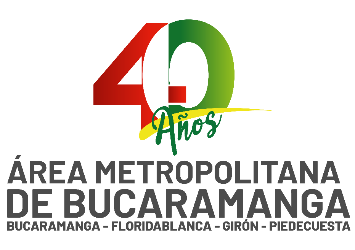 40
Años
ÁREA METROPOLITANA
DE BUCARAMANGA
BUCARAMANGA - FLORIDABLANCA - GIRÓN - PIEDECUESTA